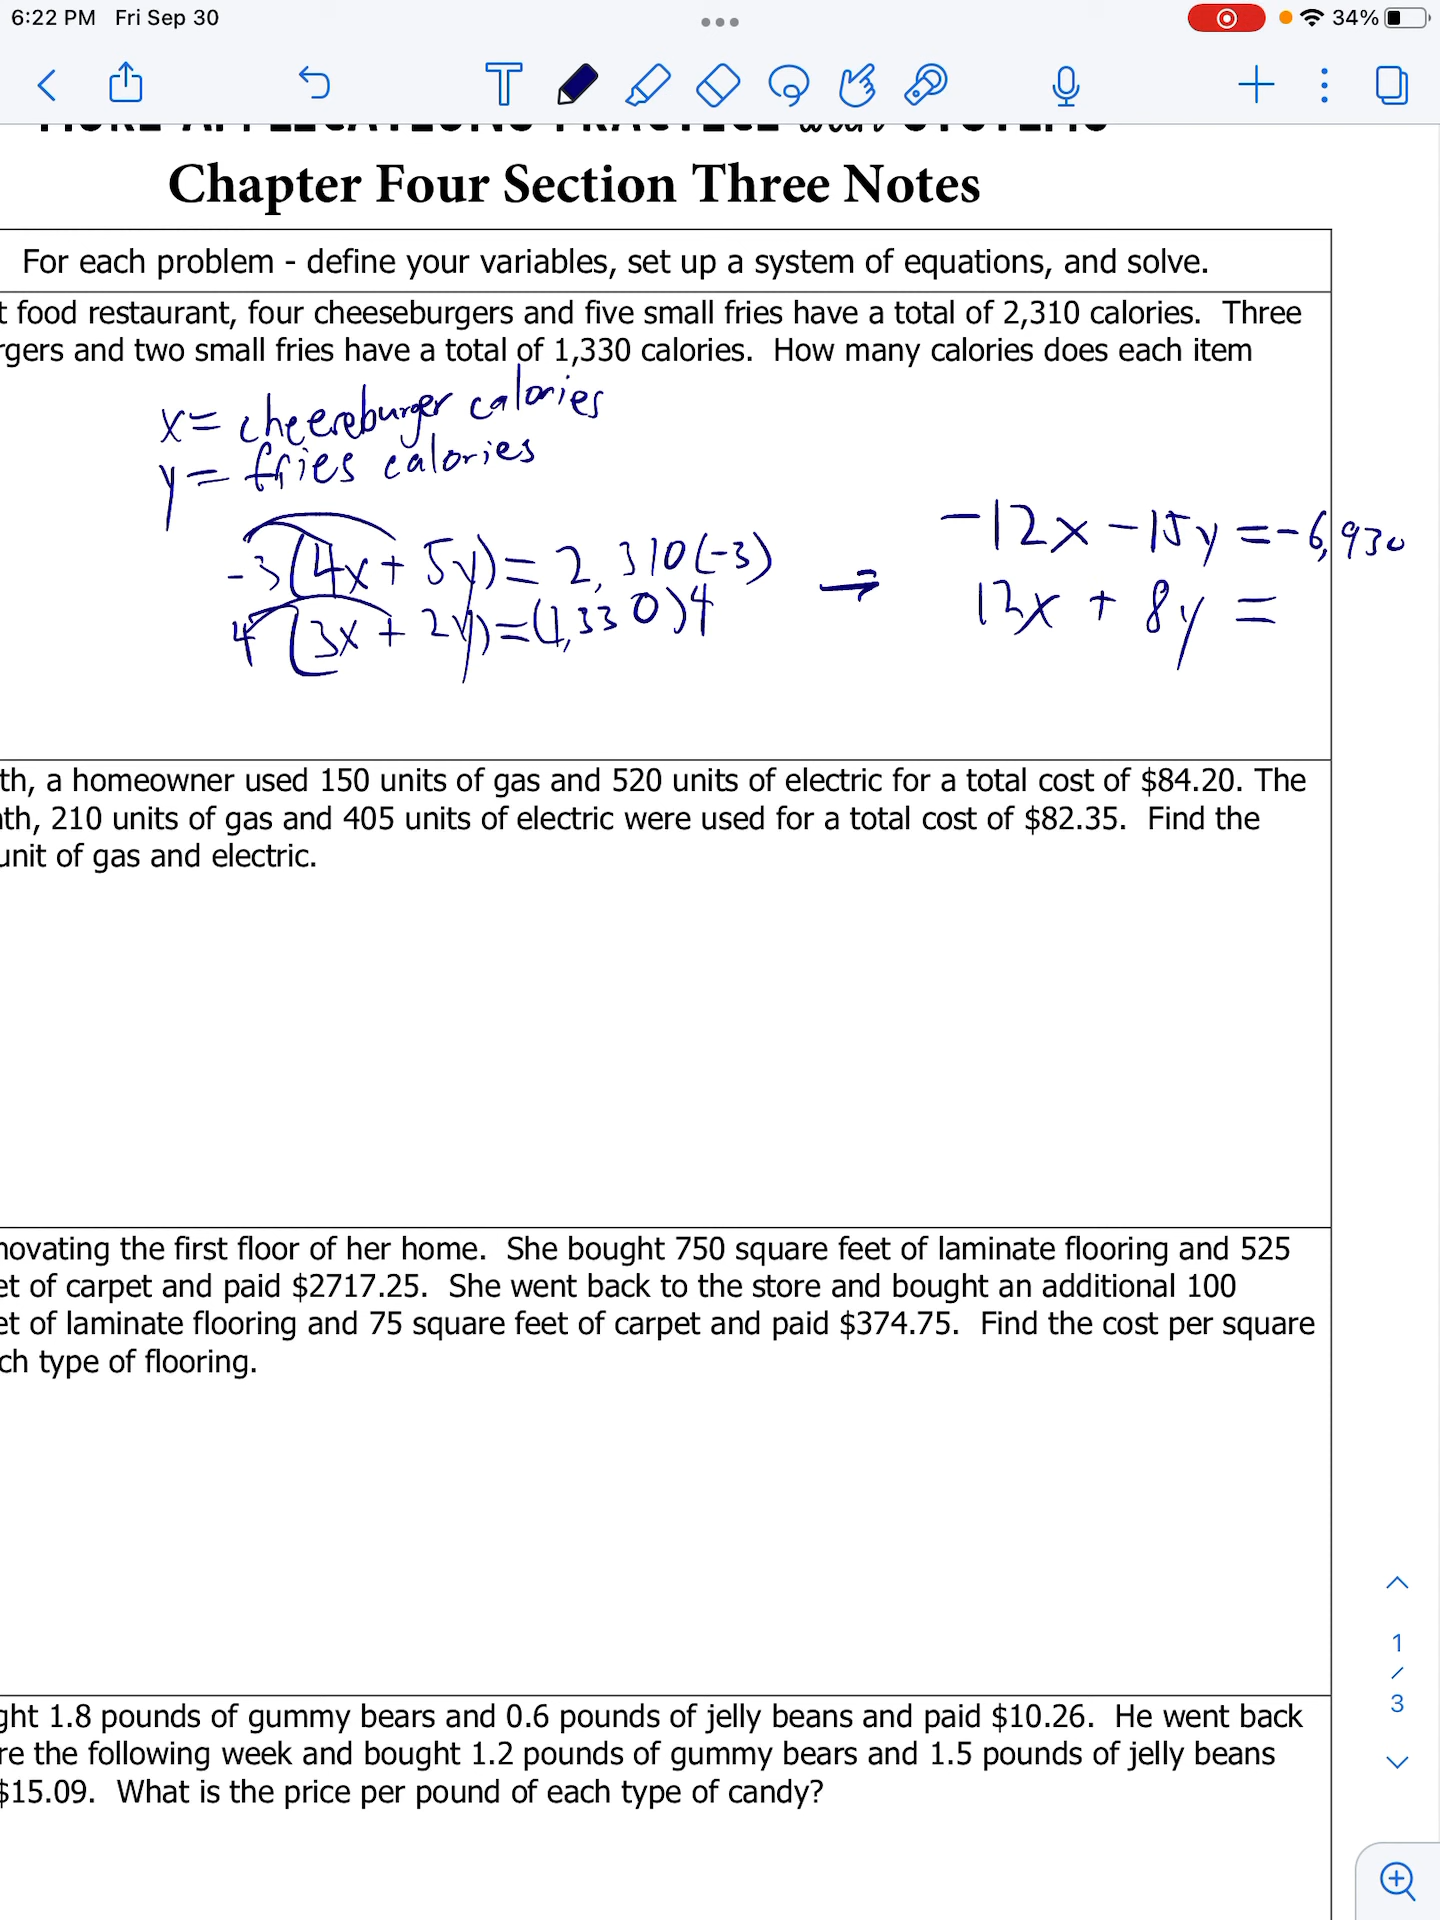 6:22 PM Fri Sep 30
34%
Chapter Four Section Three Notes
For each problem - define your variables, set up a system of equations, and solve.
t food restaurant, four cheeseburgers and five small fries have a total of 2,310 calories. Three
rgers and two small fries have a total of 1,330 calories. How many calories does each item
x = cheeseburger calories
y = fries calories
-3(4x + 5y) = 2,310(-3)
4(3x + 2y) = (1,330)4
→
-12x - 15y = -6,930
12x + 8y =
th, a homeowner used 150 units of gas and 520 units of electric for a total cost of $84.20. The
th, 210 units of gas and 405 units of electric were used for a total cost of $82.35. Find the
unit of gas and electric.
novating the first floor of her home. She bought 750 square feet of laminate flooring and 525
et of carpet and paid $2717.25. She went back to the store and bought an additional 100
et of laminate flooring and 75 square feet of carpet and paid $374.75. Find the cost per square
ch type of flooring.
ght 1.8 pounds of gummy bears and 0.6 pounds of jelly beans and paid $10.26. He went back
re the following week and bought 1.2 pounds of gummy bears and 1.5 pounds of jelly beans
$15.09. What is the price per pound of each type of candy?
1
/
3